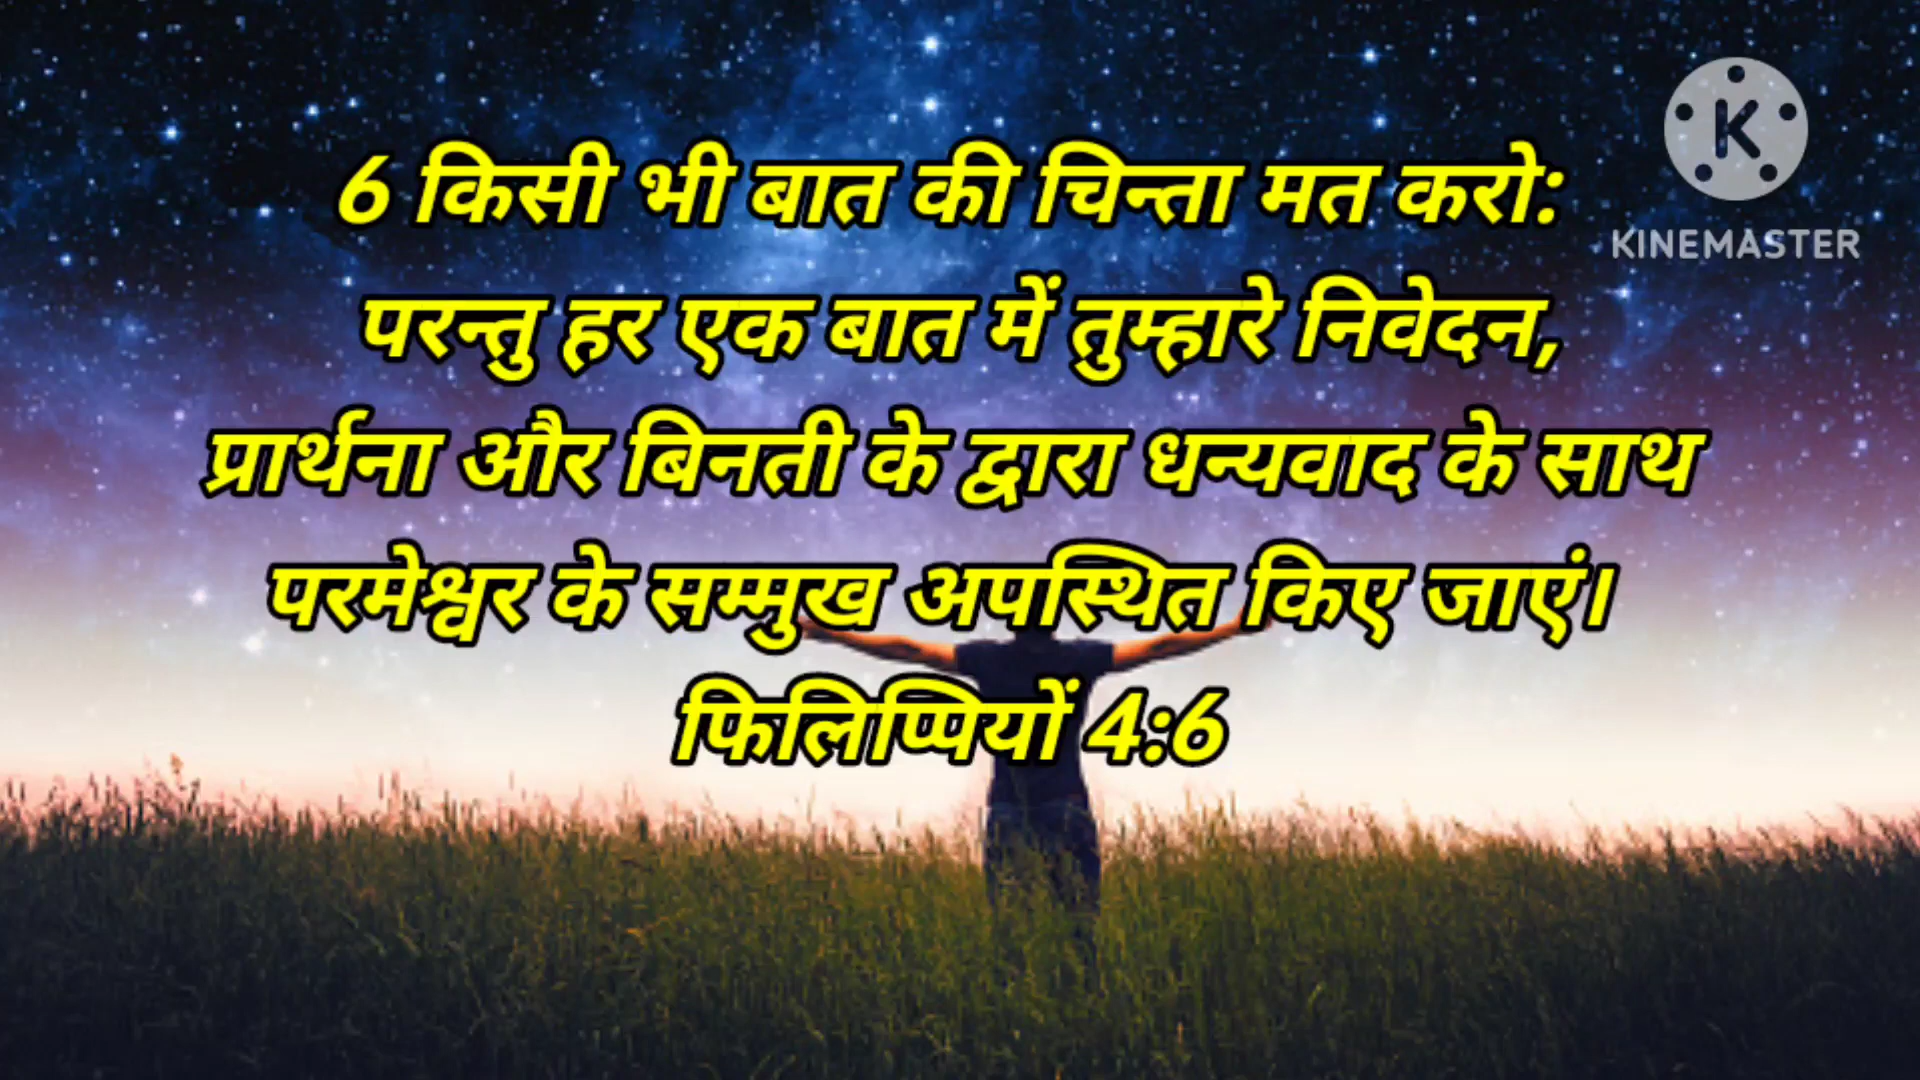 6 किसी भी बात की चिन्ता मत करो:
परन्तु हर एक बात में तुम्हारे निवेदन,
प्रार्थना और बिनती के द्वारा धन्यवाद के साथ
परमेश्वर के सम्मुख अपस्थित किए जाएं।
फिलिप्पियों 4:6
K
KINEMASTER